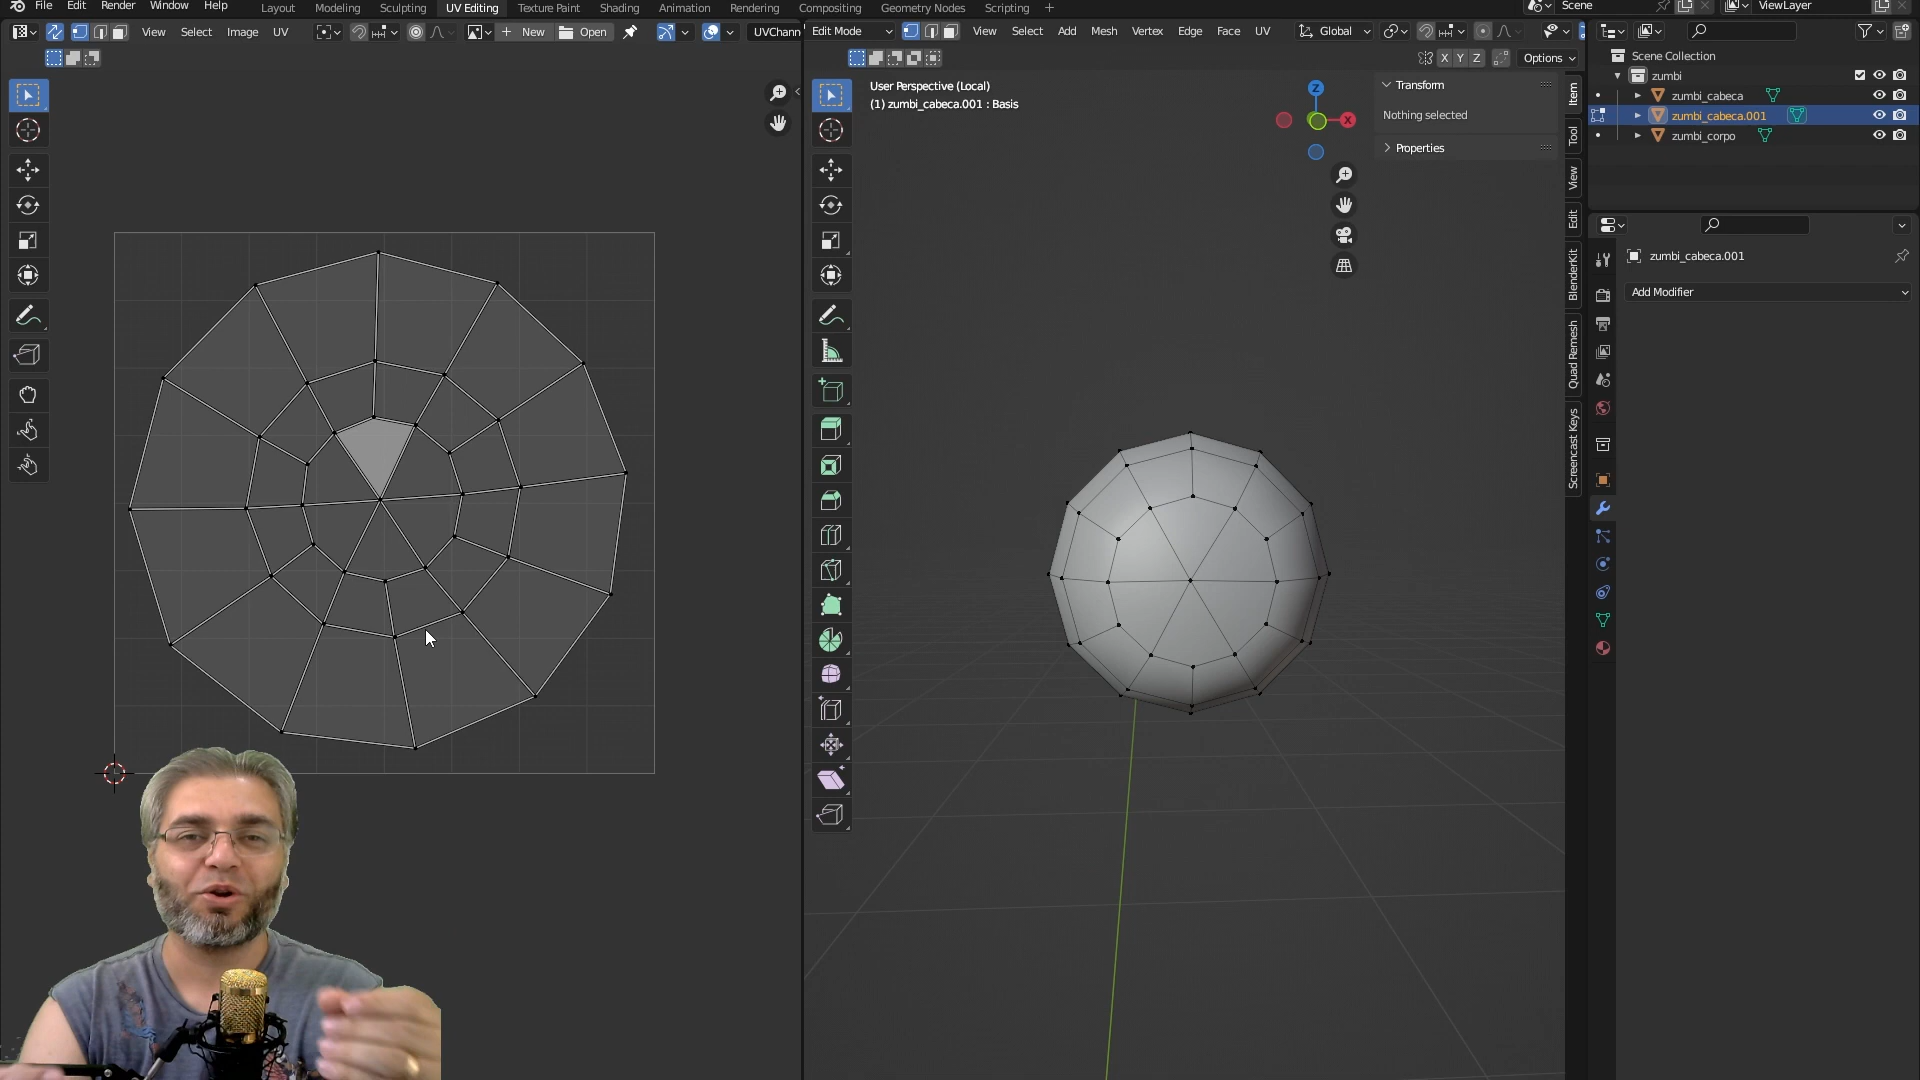 File Edit Render Window Help Layout Modeling Sculpting UV Editing Texture Paint Shading Animation Rendering Compositing Geometry Nodes Scripting + Scene ViewLayer
View Select Image UV New Open UVChann
Edit Mode View Select Add Mesh Vertex Edge Face UV Global
X Y Z Options
User Perspective (Local)
(1) zumbi_cabeca.001 : Basis
Z
X
Transform
Nothing selected
Properties
Item
Tool
View
Edit
BlenderKit
Quad Remesh
Screencast Keys
Scene Collection
zumbi
zumbi_cabeca
zumbi_cabeca.001
zumbi_corpo
zumbi_cabeca.001
Add Modifier